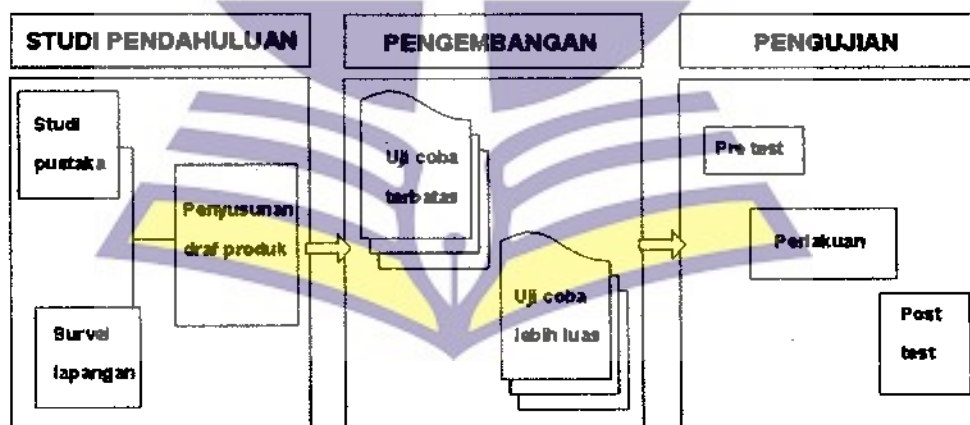 STUDI PENDAHULUAN
PENGEMBANGAN
PENGUJIAN
Studi
pustaka
Penyusunan
draf produk
Survei
lapangan
Uji coba
terbatas
Uji coba
lebih luas
Pre test
Perlakuan
Post
test